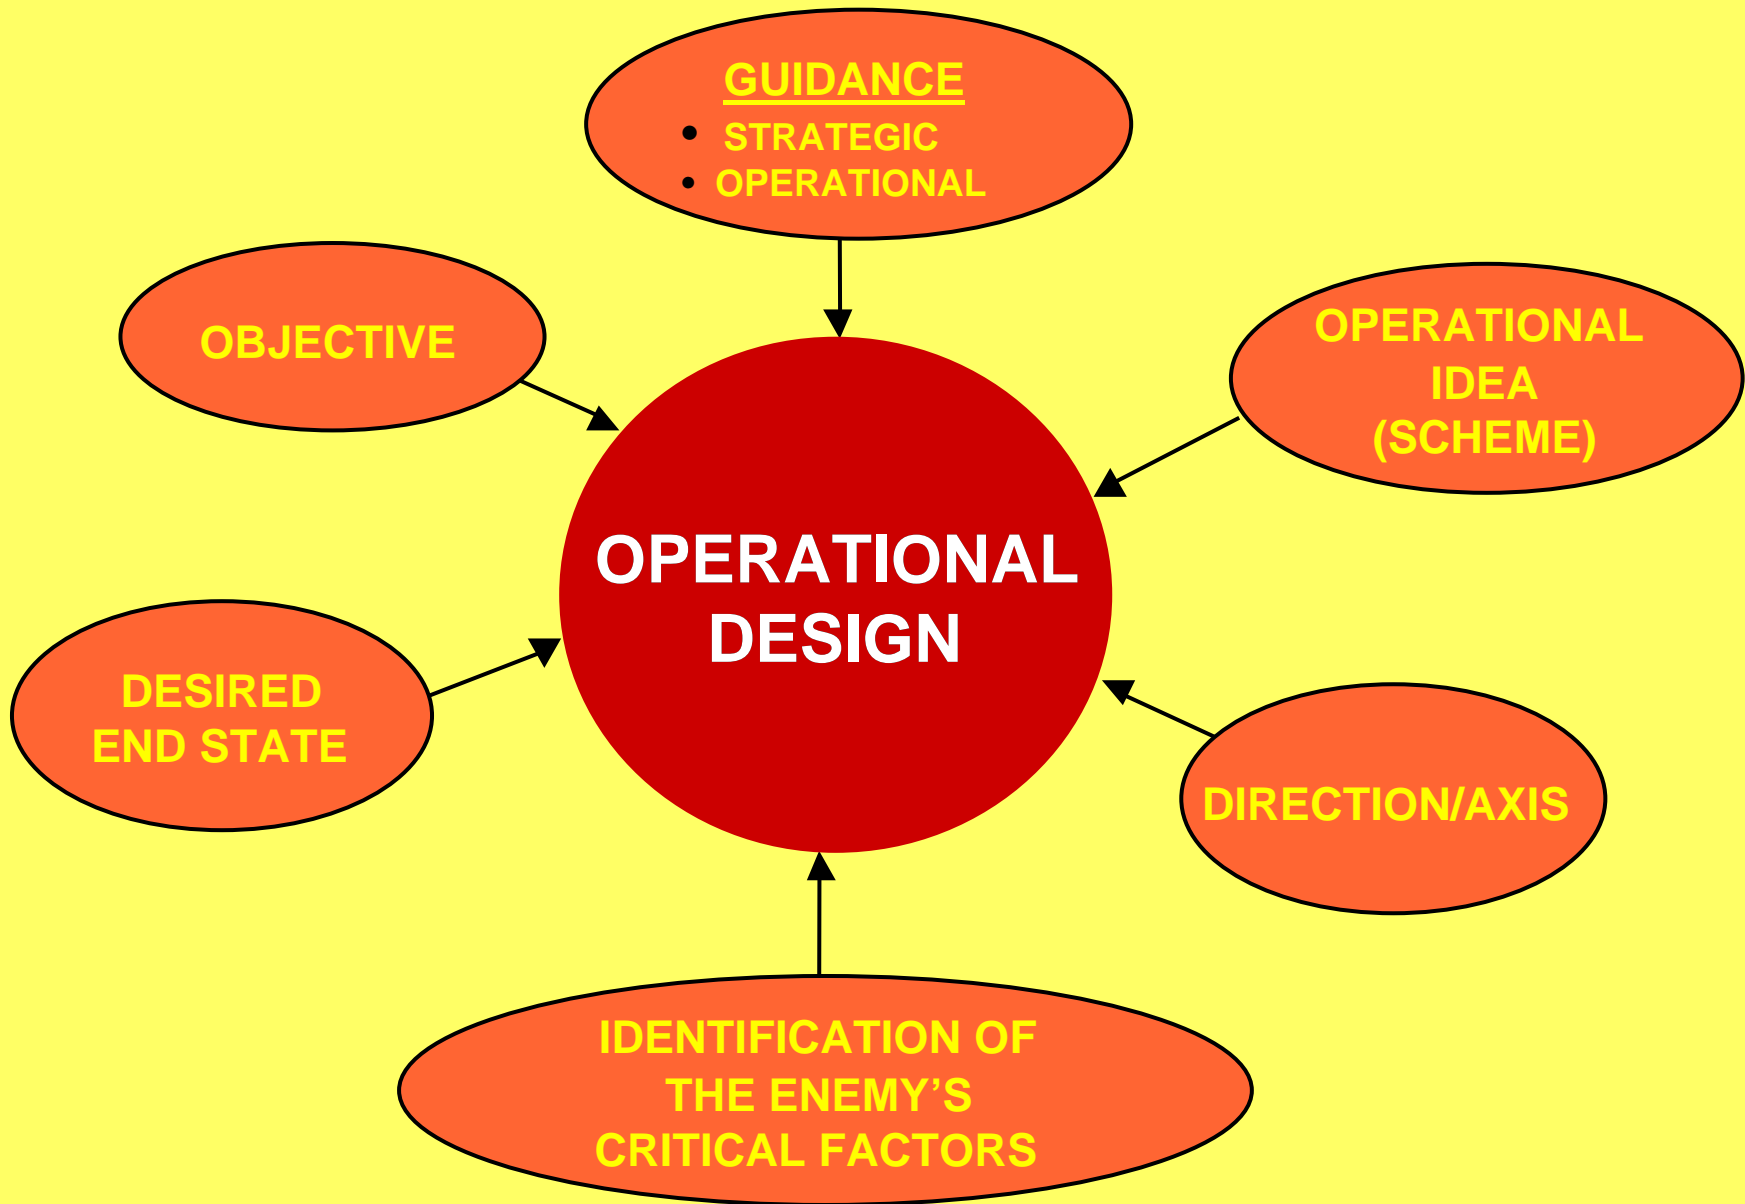 GUIDANCE
• STRATEGIC
• OPERATIONAL
OBJECTIVE
OPERATIONAL
IDEA
(SCHEME)
OPERATIONAL
DESIGN
DESIRED
END STATE
DIRECTION/AXIS
IDENTIFICATION OF
THE ENEMY’S
CRITICAL FACTORS